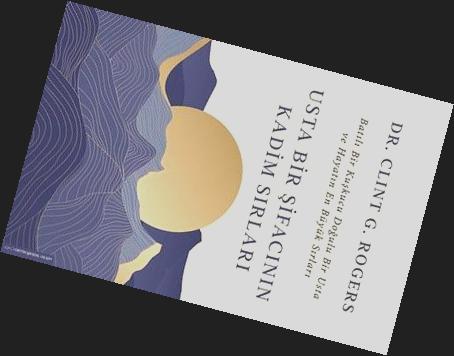 DR. CLINT G. ROGERS
Batılı Bir Kuşkucu Doğulu Bir Usta
ve Hayatın En Büyük Sırları
USTA BİR ŞİFACININ
KADİM SIRLARI